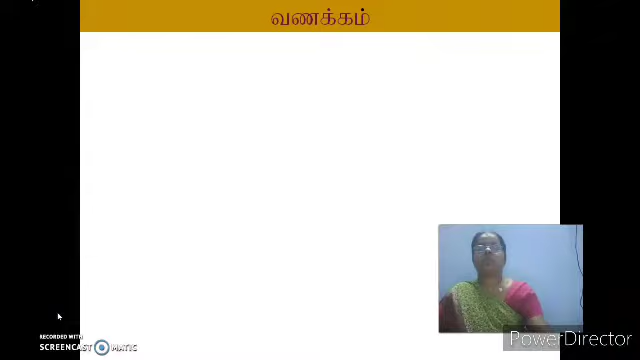 வணக்கம்
PowerDirector
RECORDED WITH
SCREENCAST MATIC